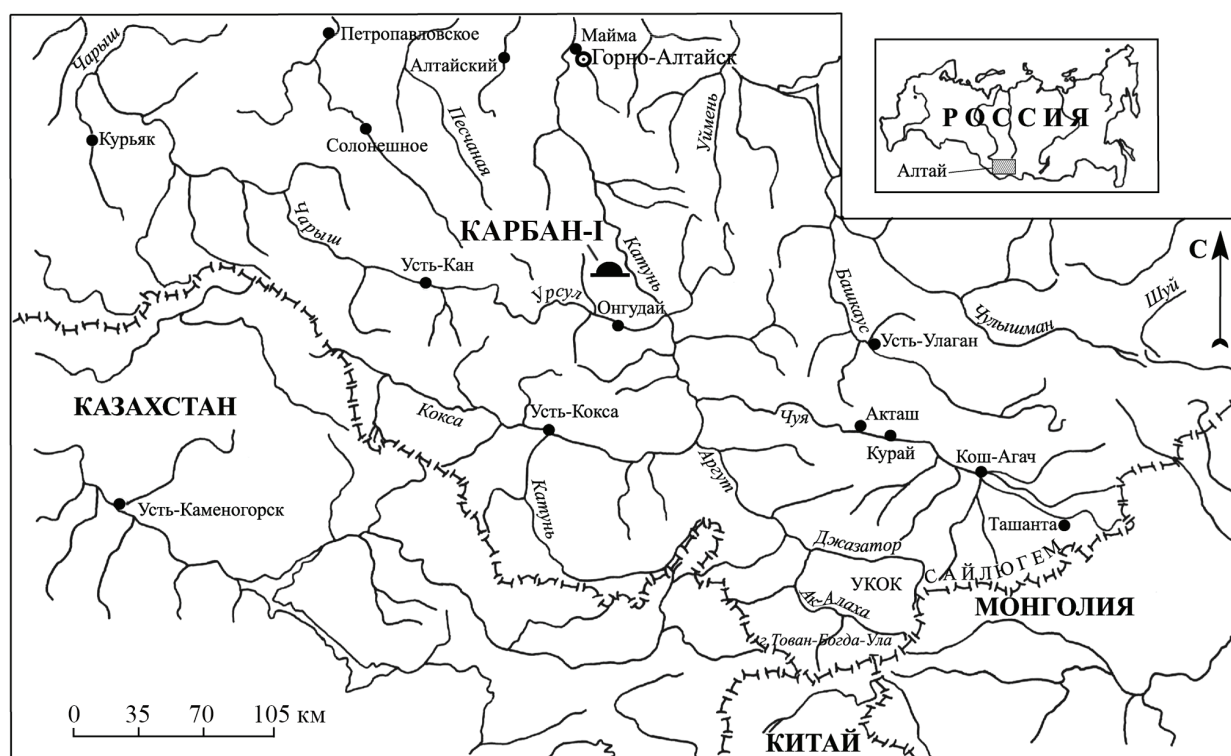 Чарыш
Петропавловское
Алтайский
Майма
Горно-Алтайск
РОССИЯ
Алтай
Курьяк
Солонешное
Песчаная
Уймень
Чарыш
КАРБАН-I
Катунь
С
Усть-Кан
Урсул
Онгудай
Башкаус
Усть-Улаган
Чулышман
Шуй
КАЗАХСТАН
Кокса
Усть-Кокса
Чуя
Акташ
Курай
Кош-Агач
Аргут
Усть-Каменогорск
Катунь
Джазатор
Ташанта
САЙЛЮГЕМ
УКОК
Ак-Алаха
МОНГОЛИЯ
г.Тован-Богда-Ула
0 35 70 105 км
КИТАЙ